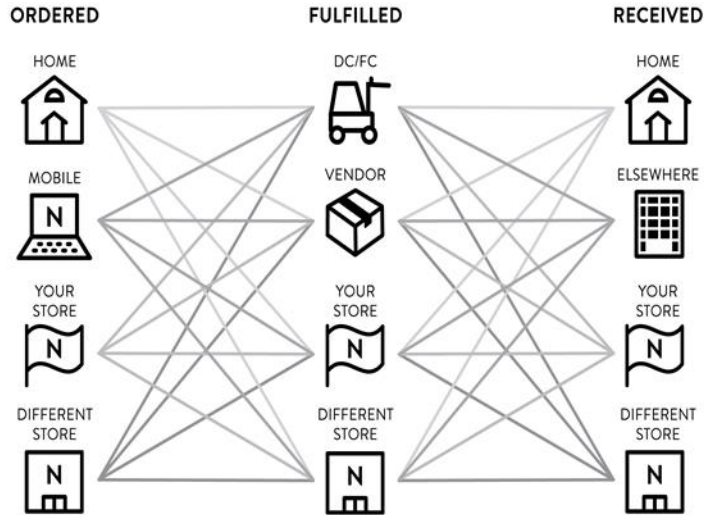 ORDERED FULFILLED RECEIVED
HOME DC/FC HOME
MOBILE VENDOR ELSEWHERE
N
YOUR STORE YOUR STORE YOUR STORE
N N N
DIFFERENT STORE DIFFERENT STORE DIFFERENT STORE
N N N